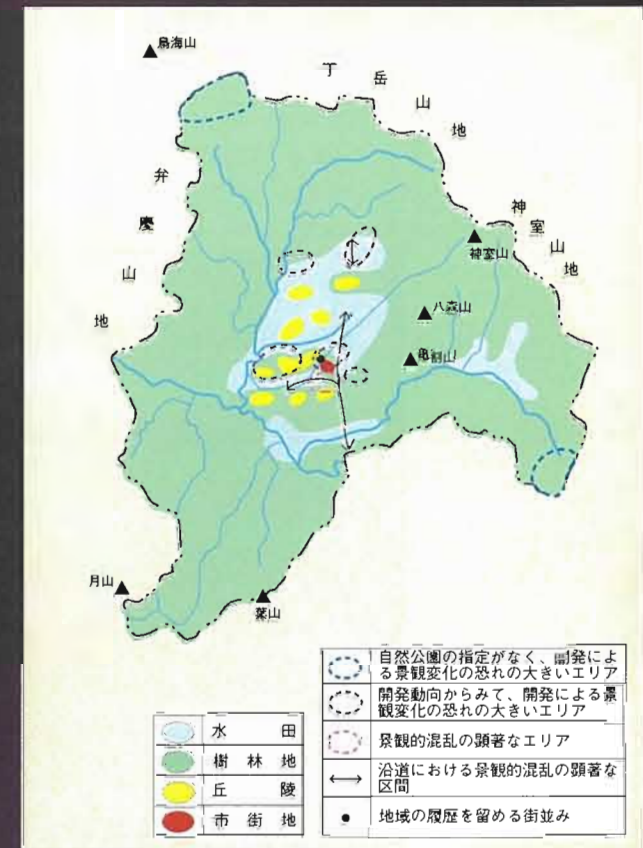 鳥海山
丁岳山地
弁慶山地
神室山地
神室山
八森山
亀割山
月山
葉山
自然公園の指定がなく、開発によ
る景観変化の恐れの大きいエリア
開発動向からみて、開発による景
観変化の恐れの大きいエリア
景観的混乱の顕著なエリア
沿道における景観的混乱の顕著な
区間
地域の履歴を留める街並み
水田
樹林地
丘陵
市街地